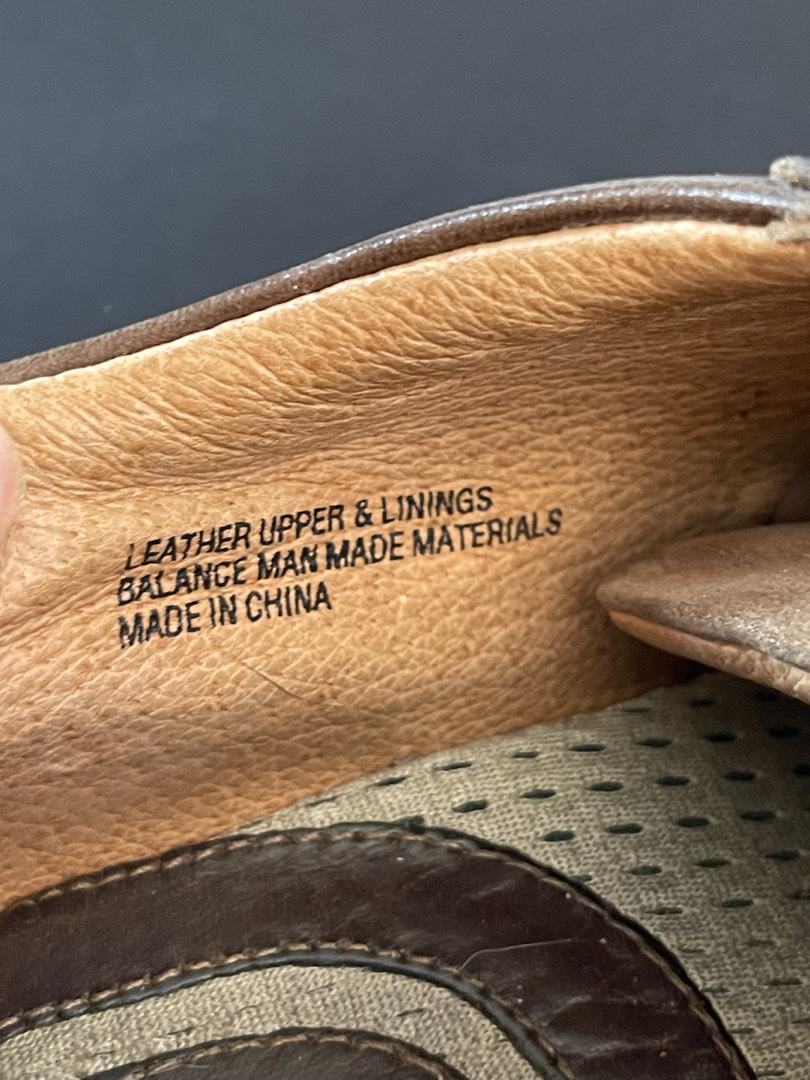 LEATHER UPPER & LININGS
BALANCE MAN MADE MATERIALS
MADE IN CHINA